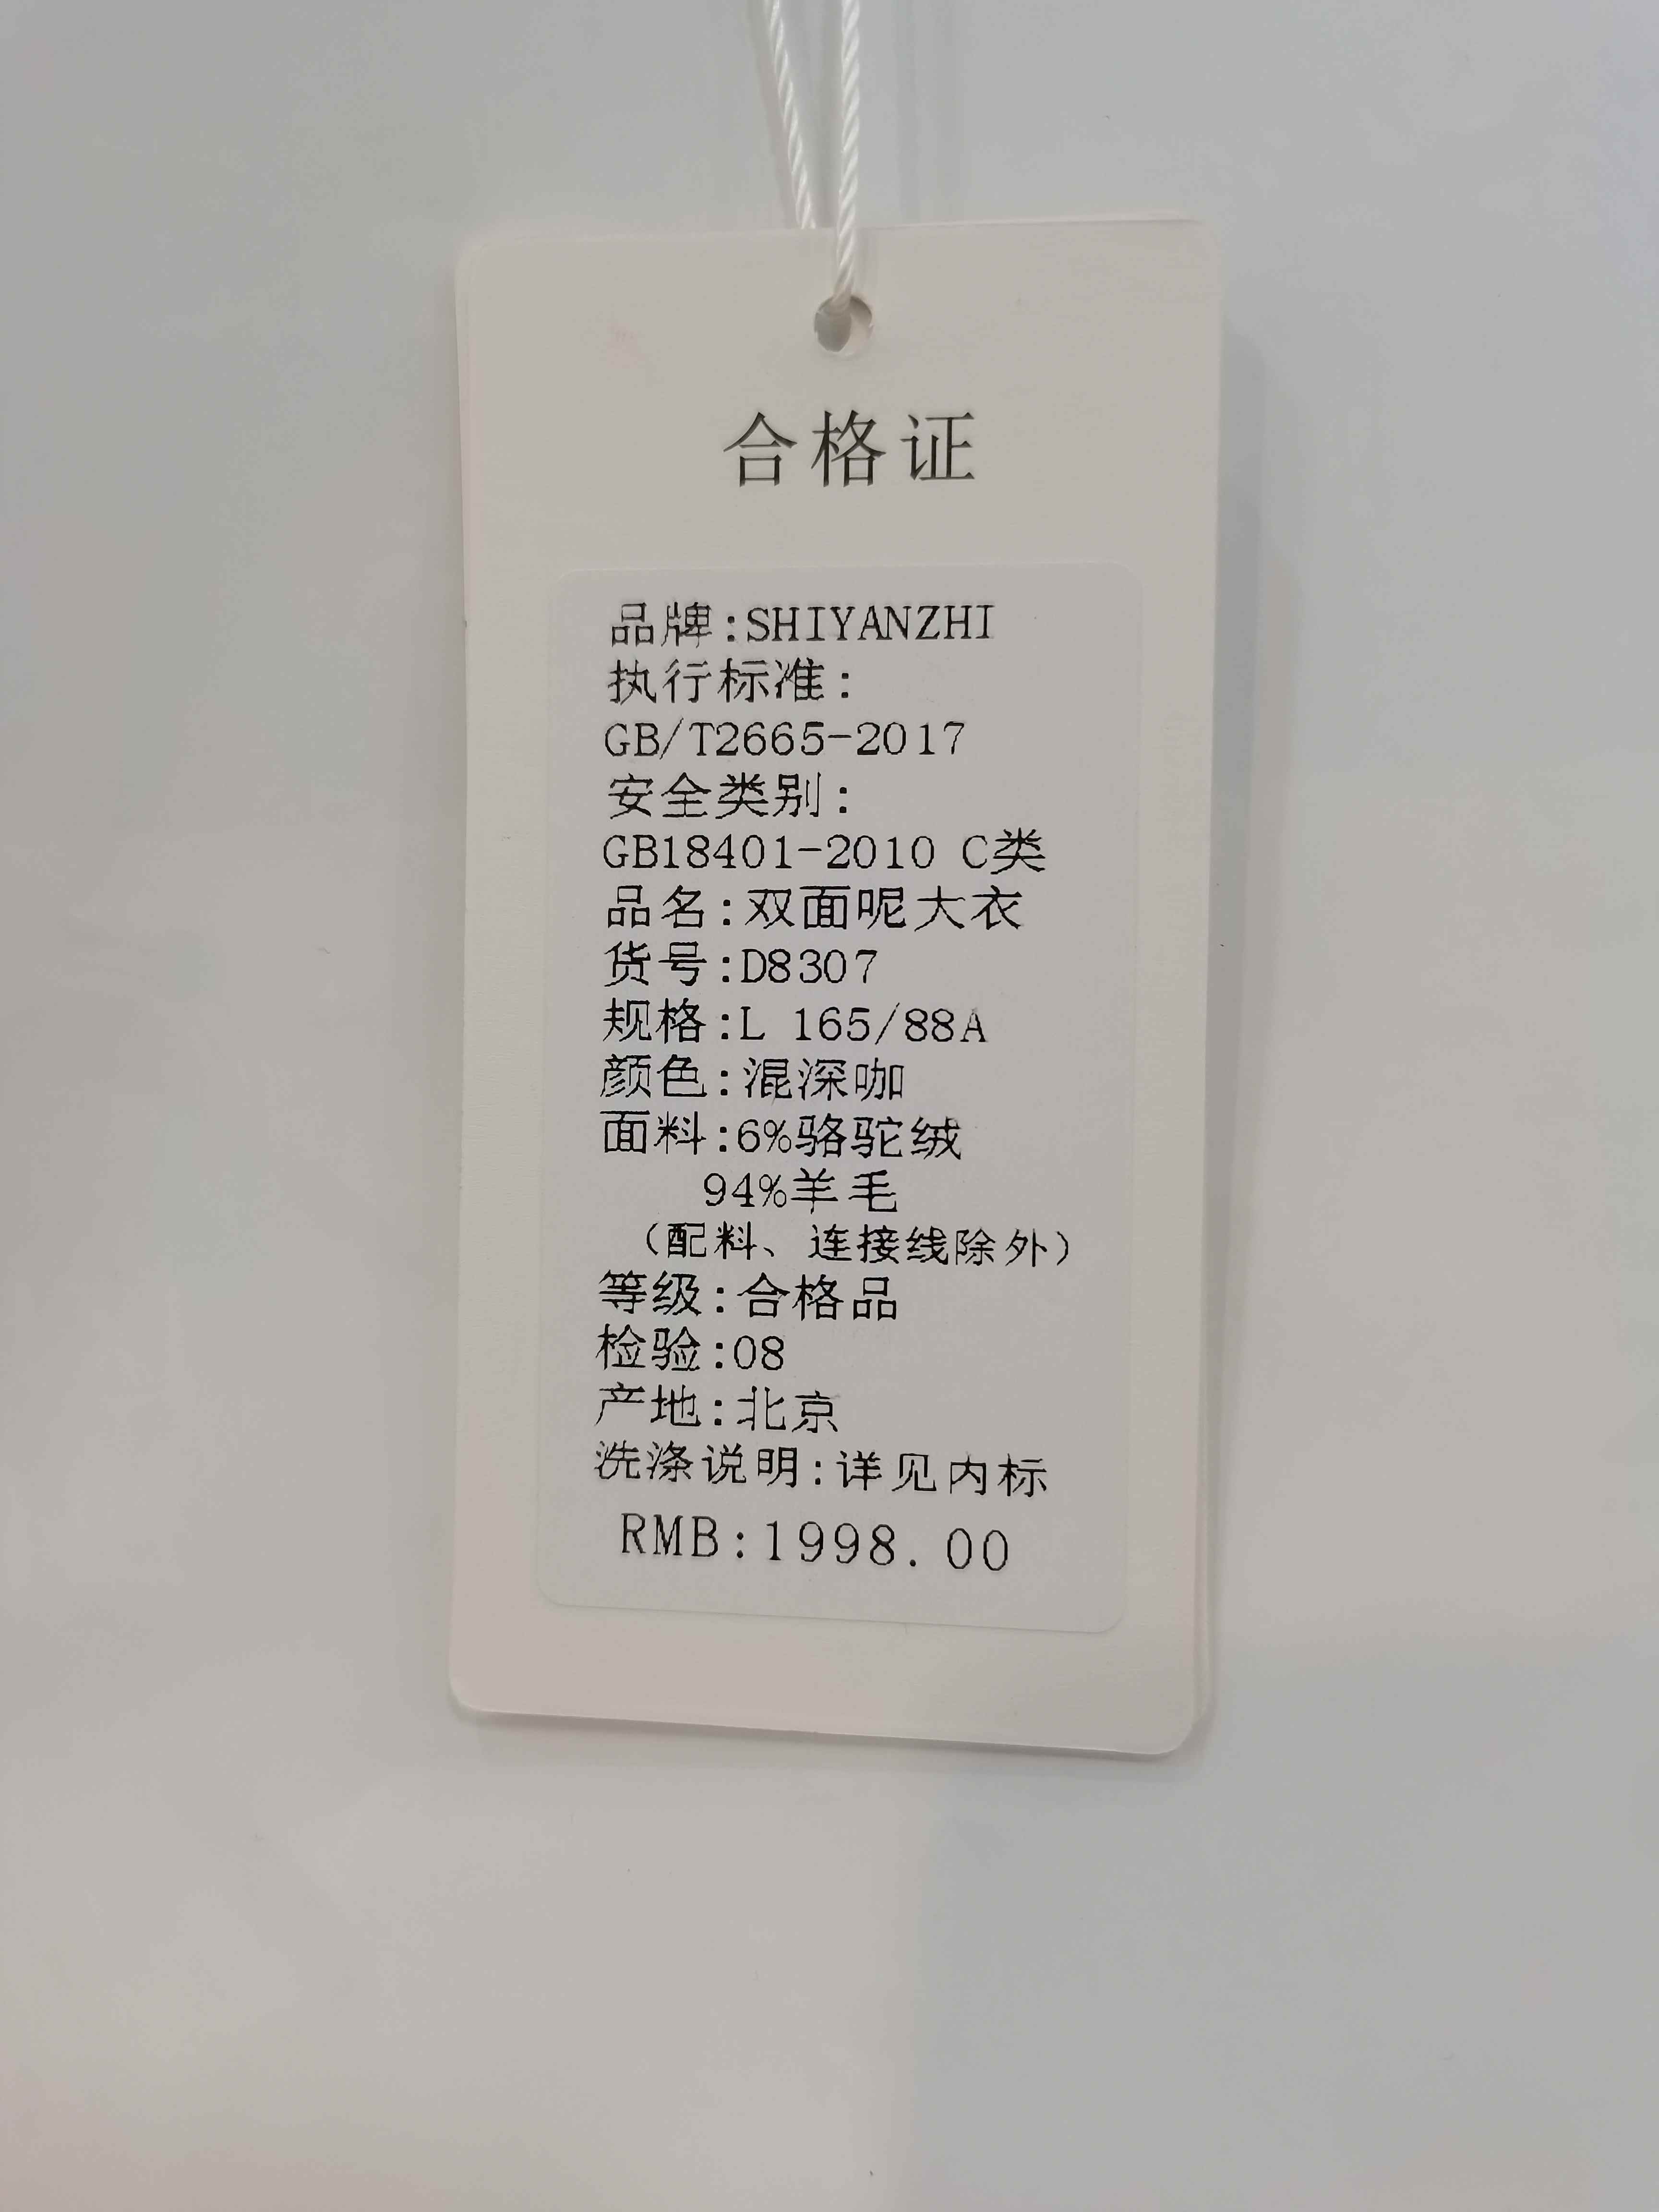 合格证
品牌:SHIYANZHI
执行标准:
GB/T2665-2017
安全类别:
GB18401-2010 C类
品名:双面呢大衣
货号:D8307
规格:L 165/88A
颜色:混深咖
面料:6%骆驼绒
94%羊毛
（配料、连接线除外）
等级:合格品
检验:08
产地:北京
洗涤说明:详见内标
RMB:1998.00